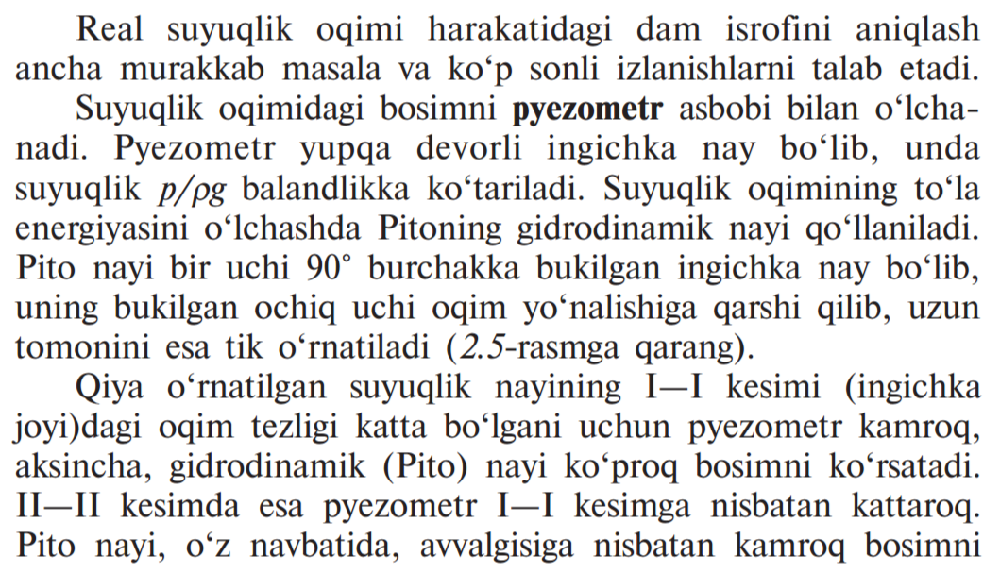 Real suyuqlik oqimi harakatidagi dam isrofini aniqlash
ancha murakkab masala va ko‘p sonli izlanishlarni talab etadi.
Suyuqlik oqimidagi bosimni pyezometr asbobi bilan o‘lcha-
nadi. Pyezometr yupqa devorli ingichka nay bo‘lib, unda
suyuqlik p/ρg balandlikka ko‘tariladi. Suyuqlik oqimining to‘la
energiyasini o‘lchashda Pitoning gidrodinamik nayi qo‘llaniladi.
Pito nayi bir uchi 90° burchakka bukilgan ingichka nay bo‘lib,
uning bukilgan ochiq uchi oqim yo‘nalishiga qarshi qilib, uzun
tomonini esa tik o‘rnatiladi (2.5-rasmga qarang).
Qiya o‘rnatilgan suyuqlik nayining I—I kesimi (ingichka
joyi)dagi oqim tezligi katta bo‘lgani uchun pyezometr kamroq,
aksincha, gidrodinamik (Pito) nayi ko‘proq bosimni ko‘rsatadi.
II—II kesimda esa pyezometr I—I kesimga nisbatan kattaroq.
Pito nayi, o‘z navbatida, avvalgisiga nisbatan kamroq bosimni